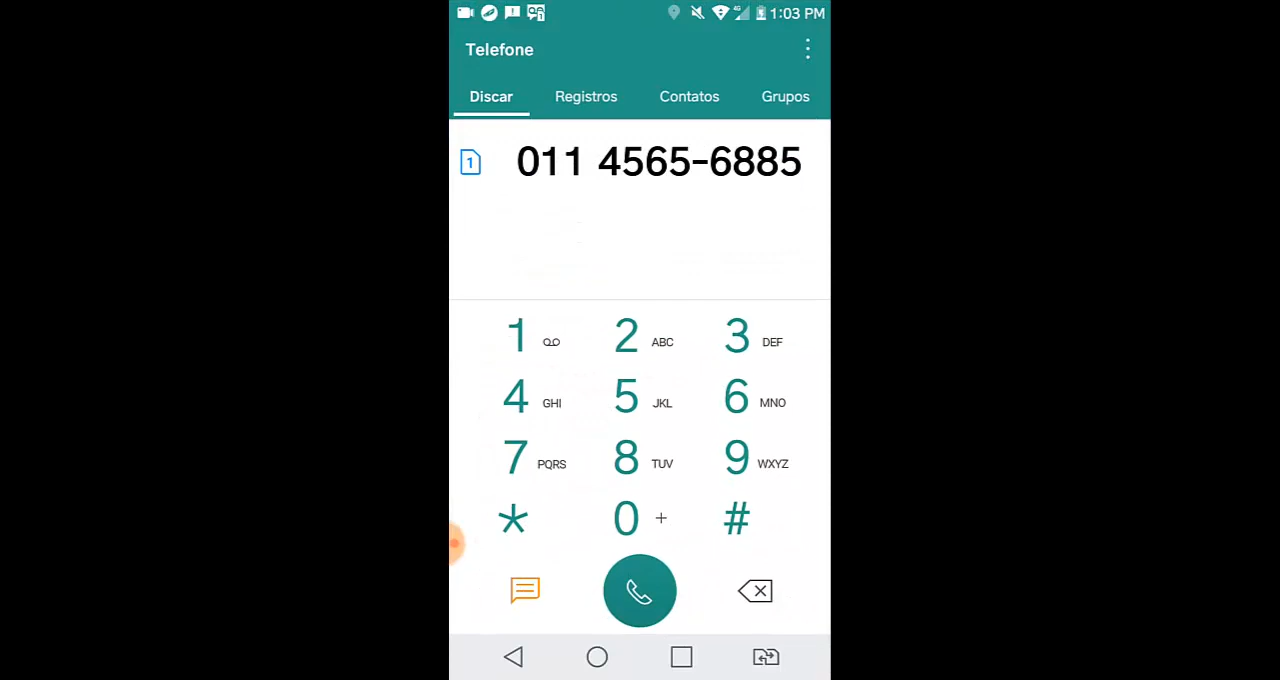 4G 1:03 PM
Telefone
Discar Registros Contatos Grupos
1 011 4565-6885
1 2 ABC 3 DEF
4 GHI 5 JKL 6 MNO
7 PQRS 8 TUV 9 WXYZ
* 0 + #